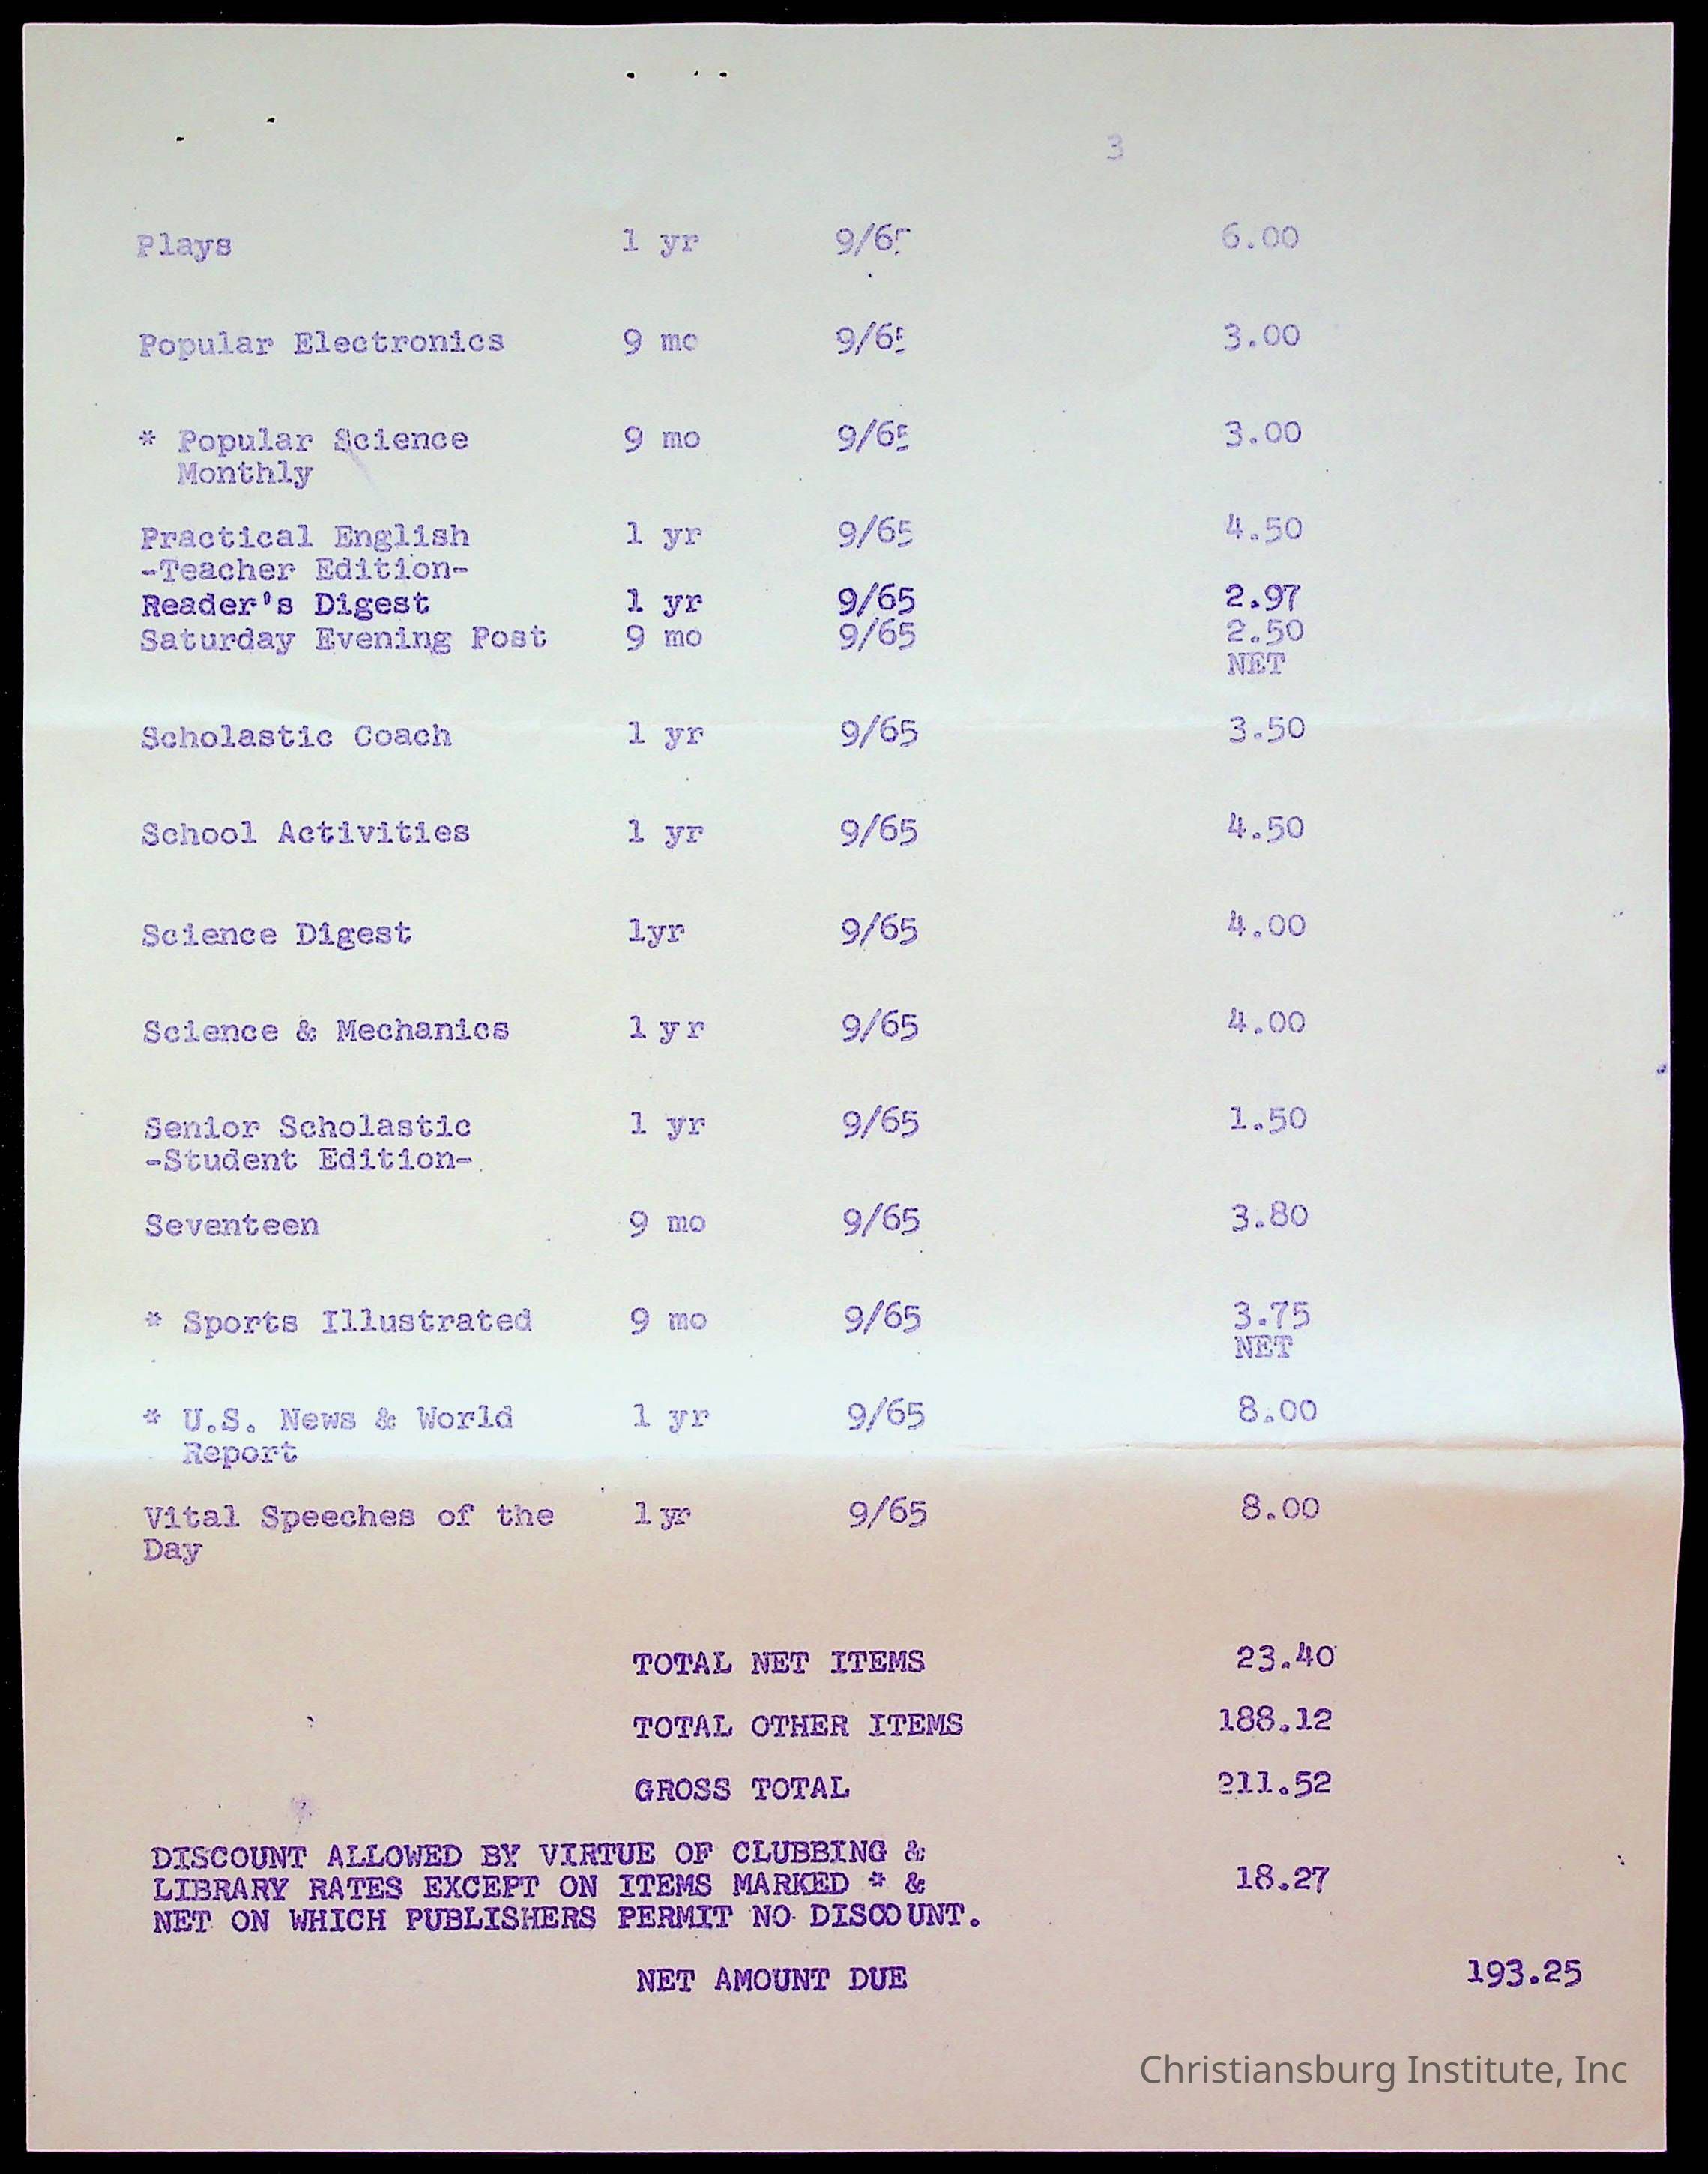 3
Plays 1 yr 9/65 6.00
Popular Electronics 9 mo 9/65 3.00
* Popular Science 9 mo 9/65 3.00
Monthly
Practical English 1 yr 9/65 4.50
-Teacher Edition-
Reader's Digest 1 yr 9/65 2.97
Saturday Evening Post 9 mo 9/65 2.50
NET
Scholastic Coach 1 yr 9/65 3.50
School Activities 1 yr 9/65 4.50
Science Digest 1yr 9/65 4.00
Science & Mechanics 1 yr 9/65 4.00
Senior Scholastic 1 yr 9/65 1.50
-Student Edition-
Seventeen 9 mo 9/65 3.80
* Sports Illustrated 9 mo 9/65 3.75
NET
* U.S. News & World 1 yr 9/65 8.00
Report
Vital Speeches of the 1 yr 9/65 8.00
Day
TOTAL NET ITEMS 23.40
TOTAL OTHER ITEMS 188.12
GROSS TOTAL 211.52
DISCOUNT ALLOWED BY VIRTUE OF CLUBBING &
LIBRARY RATES EXCEPT ON ITEMS MARKED * & 18.27
NET ON WHICH PUBLISHERS PERMIT NO DISCOUNT.
NET AMOUNT DUE 193.25
Christiansburg Institute, Inc